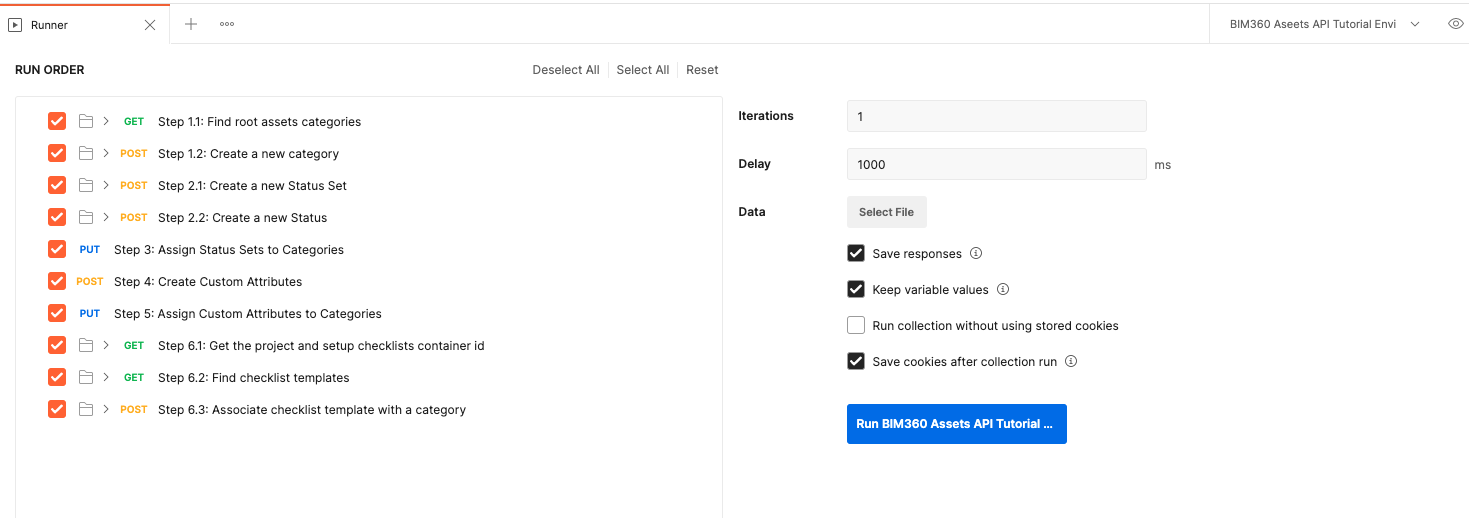 Runner
BIM360 Aseets API Tutorial Envi
RUN ORDER
Deselect All
Select All
Reset
GET Step 1.1: Find root assets categories
POST Step 1.2: Create a new category
POST Step 2.1: Create a new Status Set
POST Step 2.2: Create a new Status
PUT Step 3: Assign Status Sets to Categories
POST Step 4: Create Custom Attributes
PUT Step 5: Assign Custom Attributes to Categories
GET Step 6.1: Get the project and setup checklists container id
GET Step 6.2: Find checklist templates
POST Step 6.3: Associate checklist template with a category
Iterations 1
Delay 1000 ms
Data Select File
Save responses
Keep variable values
Run collection without using stored cookies
Save cookies after collection run
Run BIM360 Assets API Tutorial ...